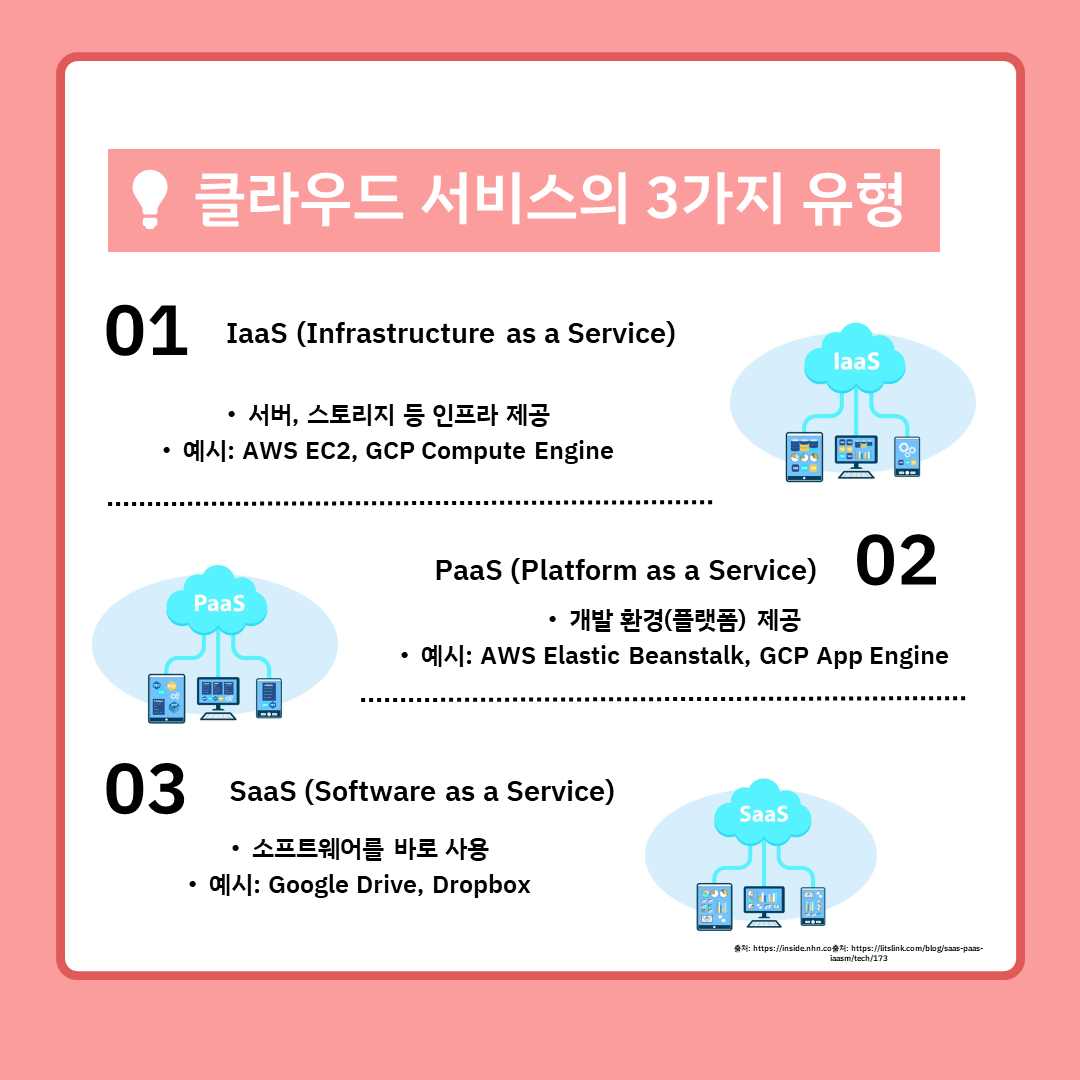 클라우드 서비스의 3가지 유형
01
IaaS (Infrastructure as a Service)
• 서버, 스토리지 등 인프라 제공
• 예시: AWS EC2, GCP Compute Engine
IaaS
02
PaaS (Platform as a Service)
• 개발 환경(플랫폼) 제공
• 예시: AWS Elastic Beanstalk, GCP App Engine
PaaS
03
SaaS (Software as a Service)
• 소프트웨어를 바로 사용
• 예시: Google Drive, Dropbox
SaaS
출처: https://inside.nhn.co출처: https://litslink.com/blog/saas-paas-
iaasm/tech/173